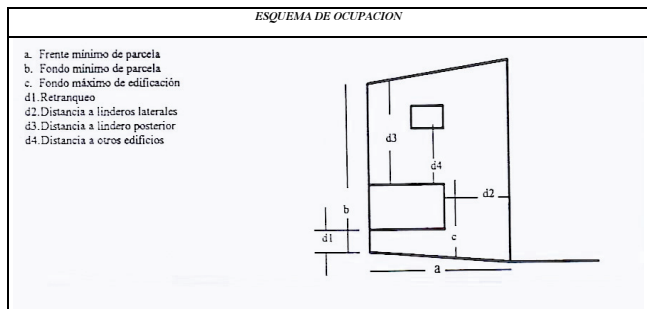 ESQUEMA DE OCUPACION
a. Frente mínimo de parcela
b. Fondo mínimo de parcela
c. Fondo máximo de edificación
d1.Retranqueo
d2.Distancia a linderos laterales
d3.Distancia a lindero posterior
d4.Distancia a otros edificios
d3
d4
d2
b
d1
c
a